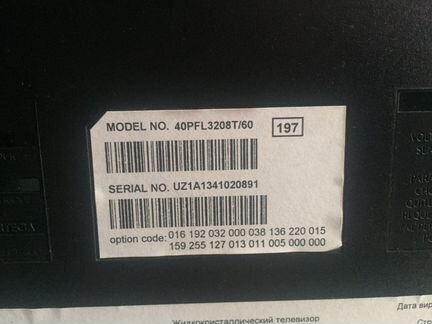 MODEL NO. 40PFL3208T/60 197
SERIAL NO. UZ1A1341020891
option code: 016 192 032 000 038 136 220 015
159 255 127 013 011 005 000 000
Жидкокристаллический телевизор
Дата